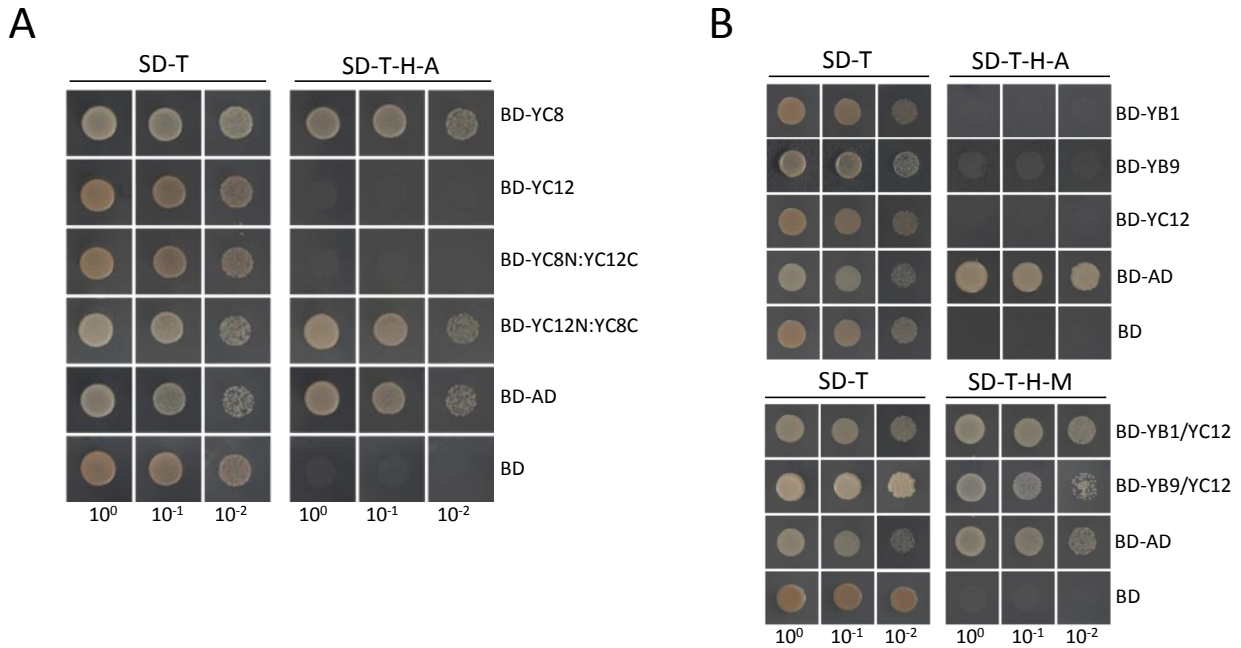 A
SD-T SD-T-H-A
BD-YC8
BD-YC12
BD-YC8N:YC12C
BD-YC12N:YC8C
BD-AD
BD
10⁰ 10⁻¹ 10⁻² 10⁰ 10⁻¹ 10⁻²
B
SD-T SD-T-H-A
BD-YB1
BD-YB9
BD-YC12
BD-AD
BD
SD-T SD-T-H-M
BD-YB1/YC12
BD-YB9/YC12
BD-AD
BD
10⁰ 10⁻¹ 10⁻² 10⁰ 10⁻¹ 10⁻²